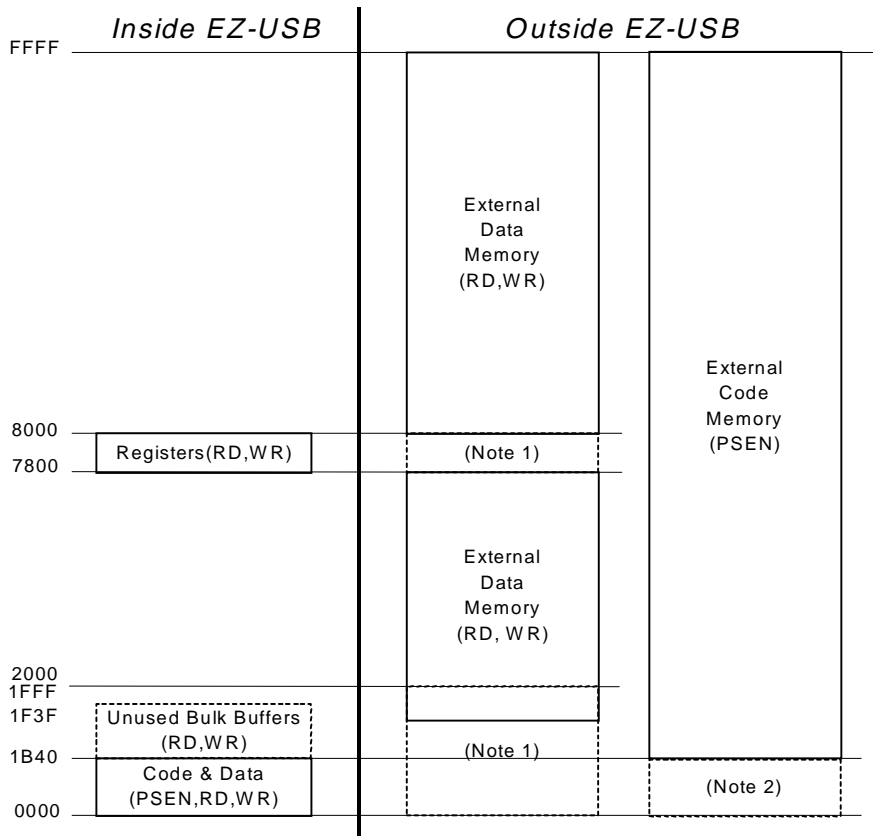 Inside EZ-USB
Outside EZ-USB
FFFF
External
Data
Memory
(RD,WR)
External
Code
Memory
(PSEN)
8000
Registers(RD,WR)
(Note 1)
7800
External
Data
Memory
(RD, WR)
2000
1FFF
1F3F
Unused Bulk Buffers
(RD,WR)
(Note 1)
1B40
Code & Data
(PSEN,RD,WR)
(Note 2)
0000